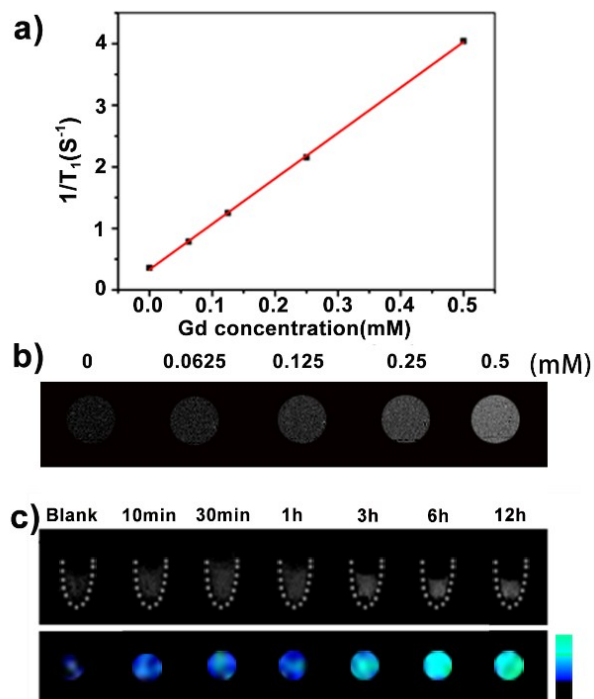 a)
4
3
2
1
0
1/T₁(S⁻¹)
0.0 0.1 0.2 0.3 0.4 0.5
Gd concentration(mM)
b)
0 0.0625 0.125 0.25 0.5 (mM)
c)
Blank 10min 30min 1h 3h 6h 12h